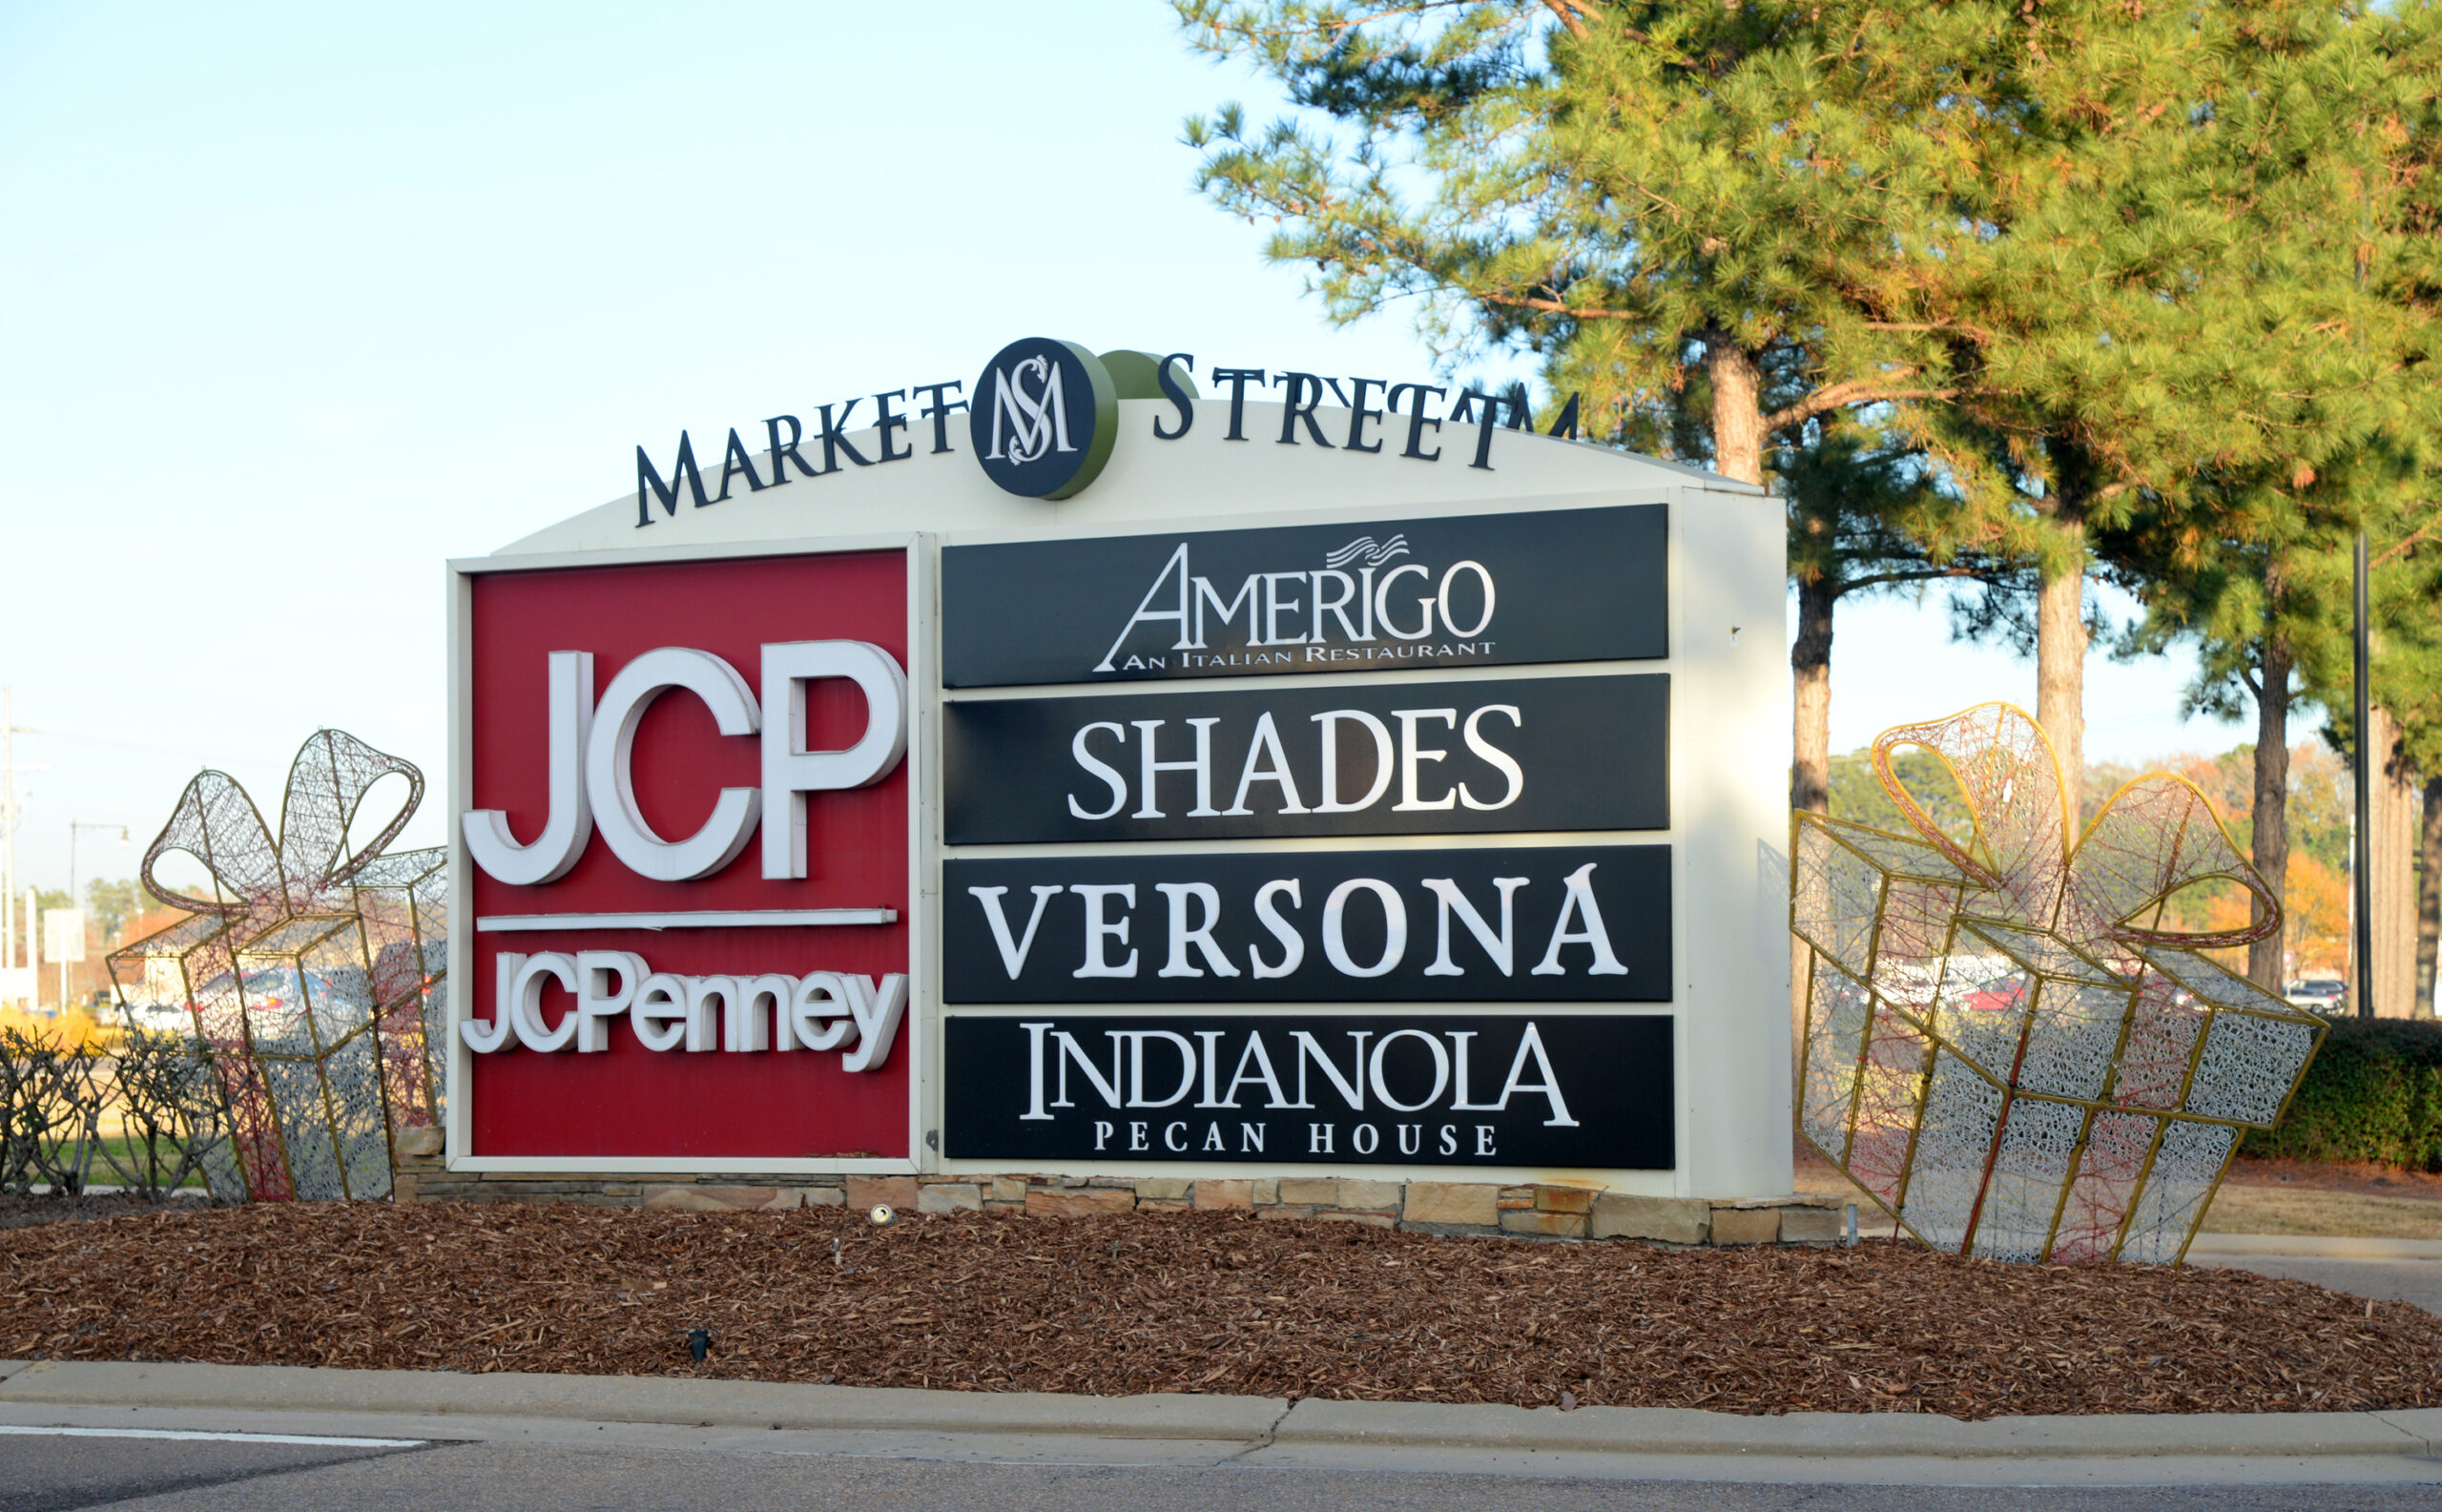 MARKET MS STREET
JCP
JCPenney
AMERIGO
AN ITALIAN RESTAURANT
SHADES
VERSONA
INDIANOLA
PECAN HOUSE